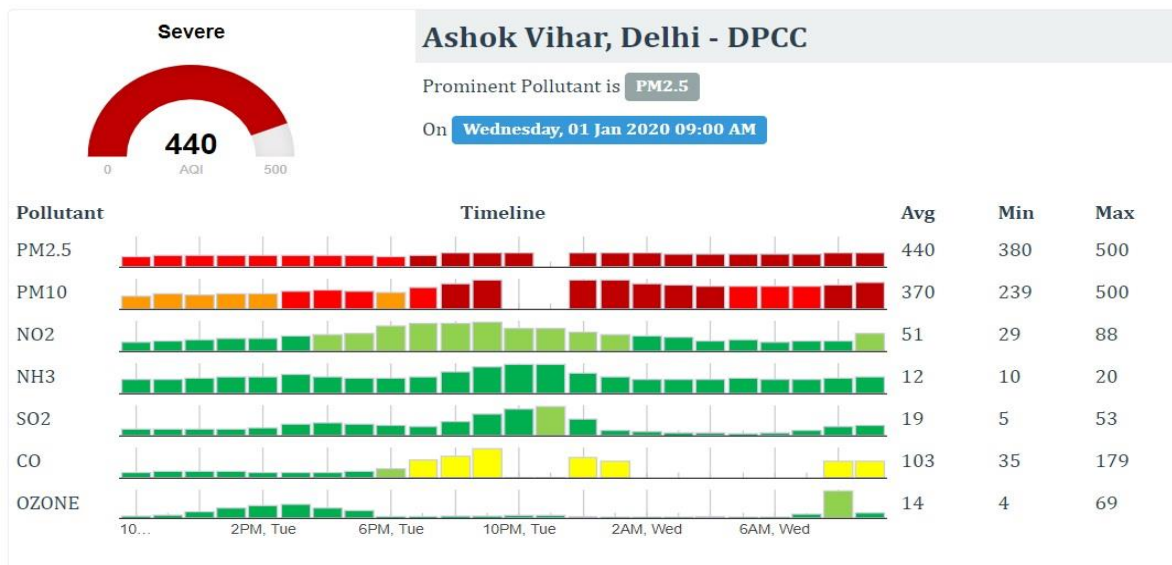 Severe
440
0 AQI 500
Ashok Vihar, Delhi - DPCC
Prominent Pollutant is PM2.5
On Wednesday, 01 Jan 2020 09:00 AM
Pollutant Timeline Avg Min Max
PM2.5 440 380 500
PM10 370 239 500
NO2 51 29 88
NH3 12 10 20
SO2 19 5 53
CO 103 35 179
OZONE 14 4 69
10... 2PM, Tue 6PM, Tue 10PM, Tue 2AM, Wed 6AM, Wed